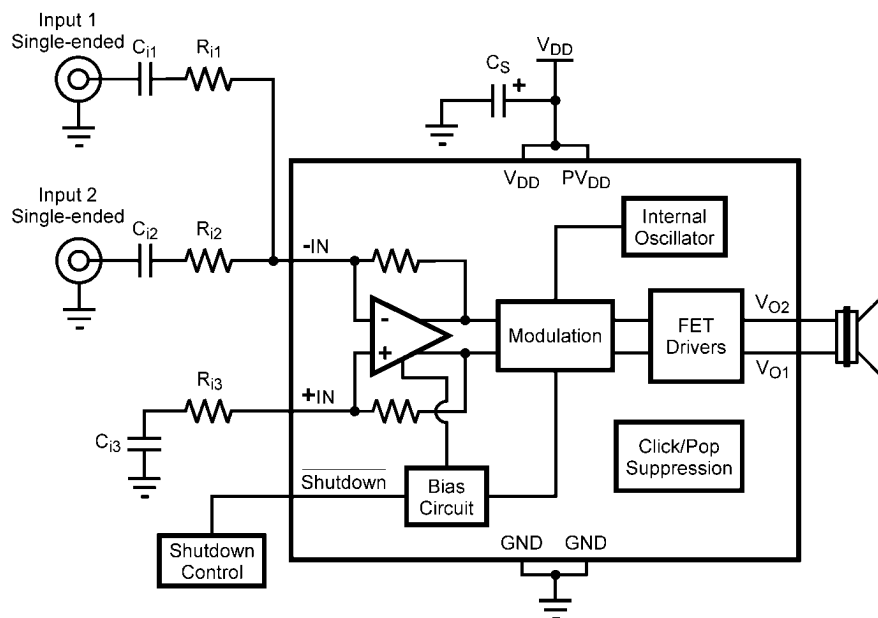 Input 1
Single-ended
Ci1
Ri1
VDD
CS
+
VDD
PVDD
Input 2
Single-ended
Ci2
Ri2
-IN
Internal
Oscillator
-
+
Modulation
FET
Drivers
VO2
VO1
Ri3
+IN
Ci3
Click/Pop
Suppression
Shutdown
Bias
Circuit
Shutdown
Control
GND
GND